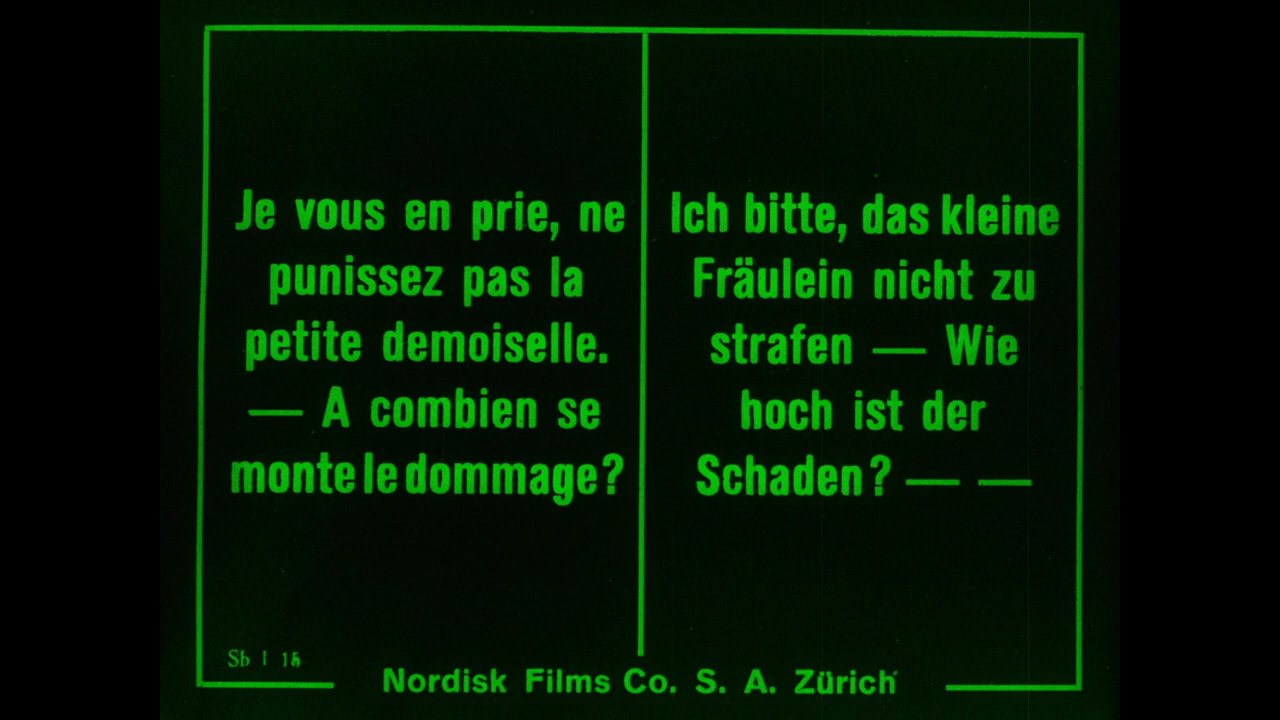 Je vous en prie, ne
punissez pas la
petite demoiselle.
— A combien se
monte le dommage?
Ich bitte, das kleine
Fräulein nicht zu
strafen — Wie
hoch ist der
Schaden? — —
Sb I 15
Nordisk Films Co. S. A. Zürich